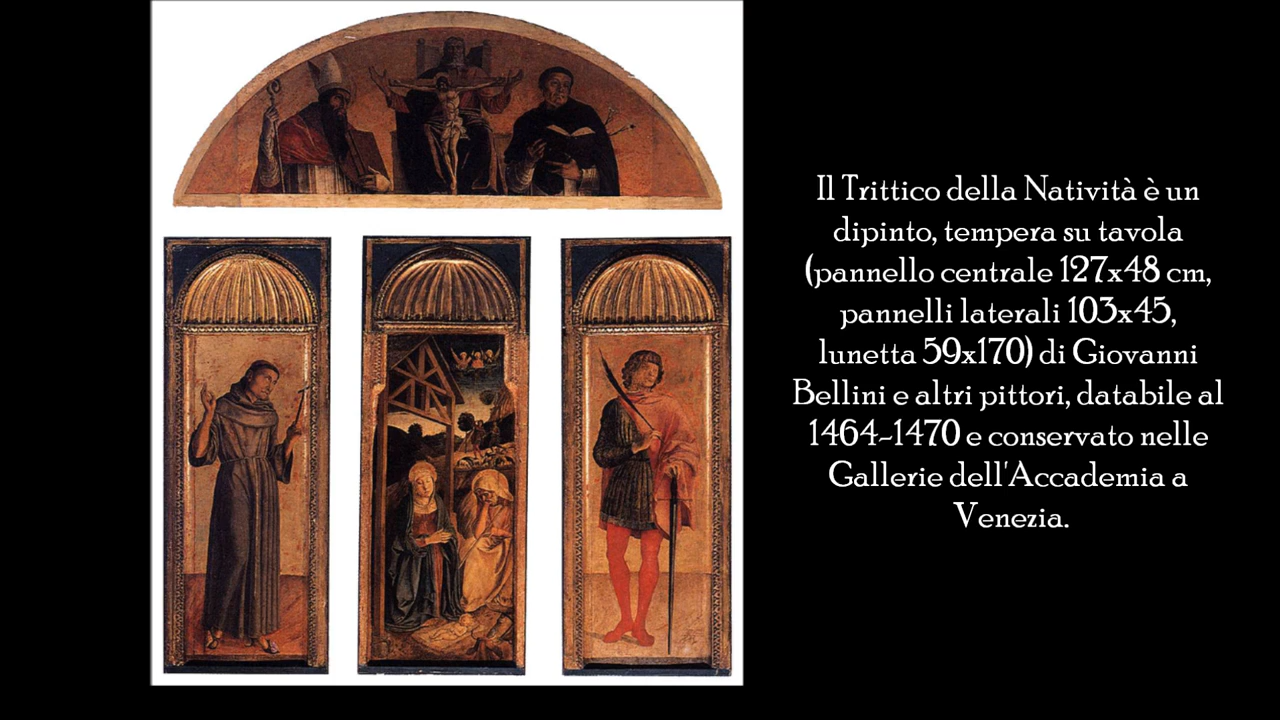 Il Trittico della Natività è un
dipinto, tempera su tavola
(pannello centrale 127x48 cm,
pannelli laterali 103x45,
lunetta 59x170) di Giovanni
Bellini e altri pittori, databile al
1464-1470 e conservato nelle
Gallerie dell'Accademia a
Venezia.